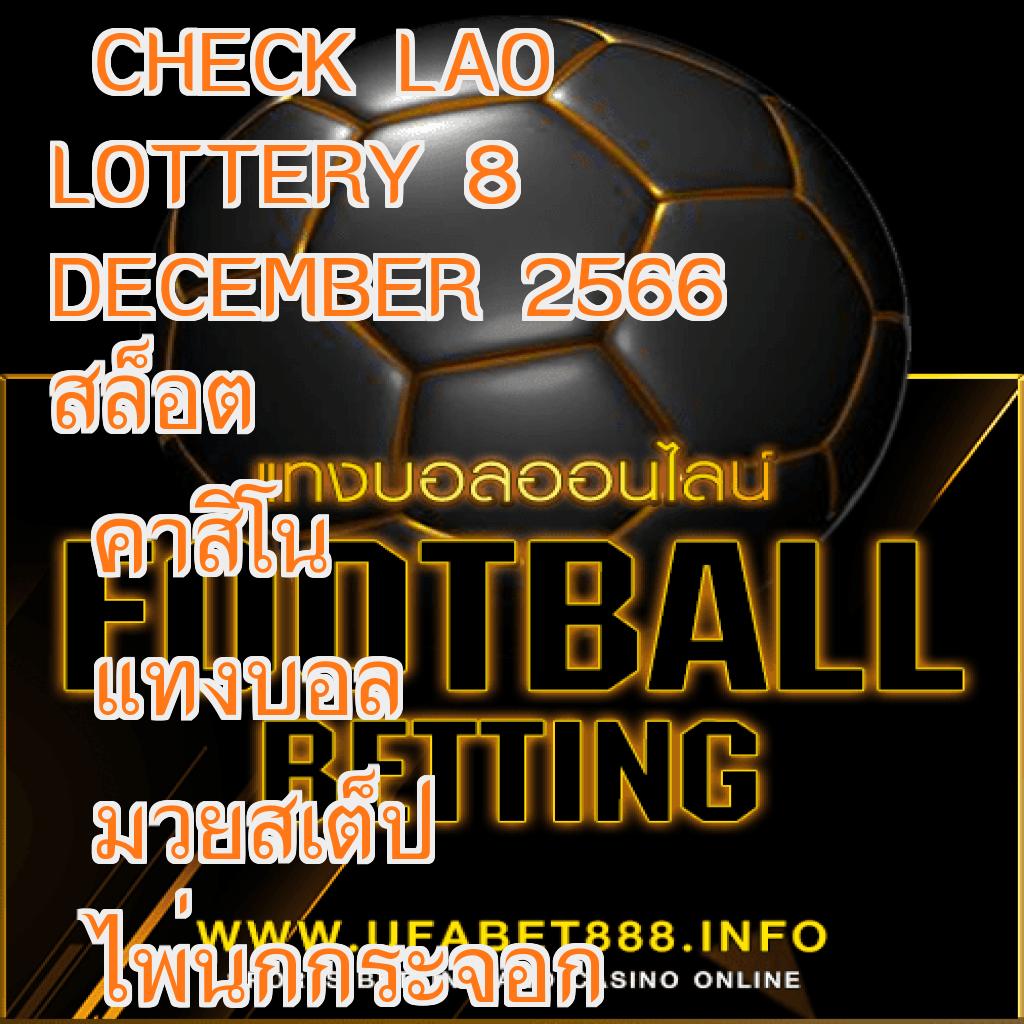 CHECK LAO
LOTTERY 8
DECEMBER 2566
สล็อต
แทงบอลออนไลน์
คาสิโน
FOOTBALL
แทงบอล
BETTING
มวยสเต็ป
WWW.UFABET888.INFO
ไพ่นกกระจอก
CASINO ONLINE